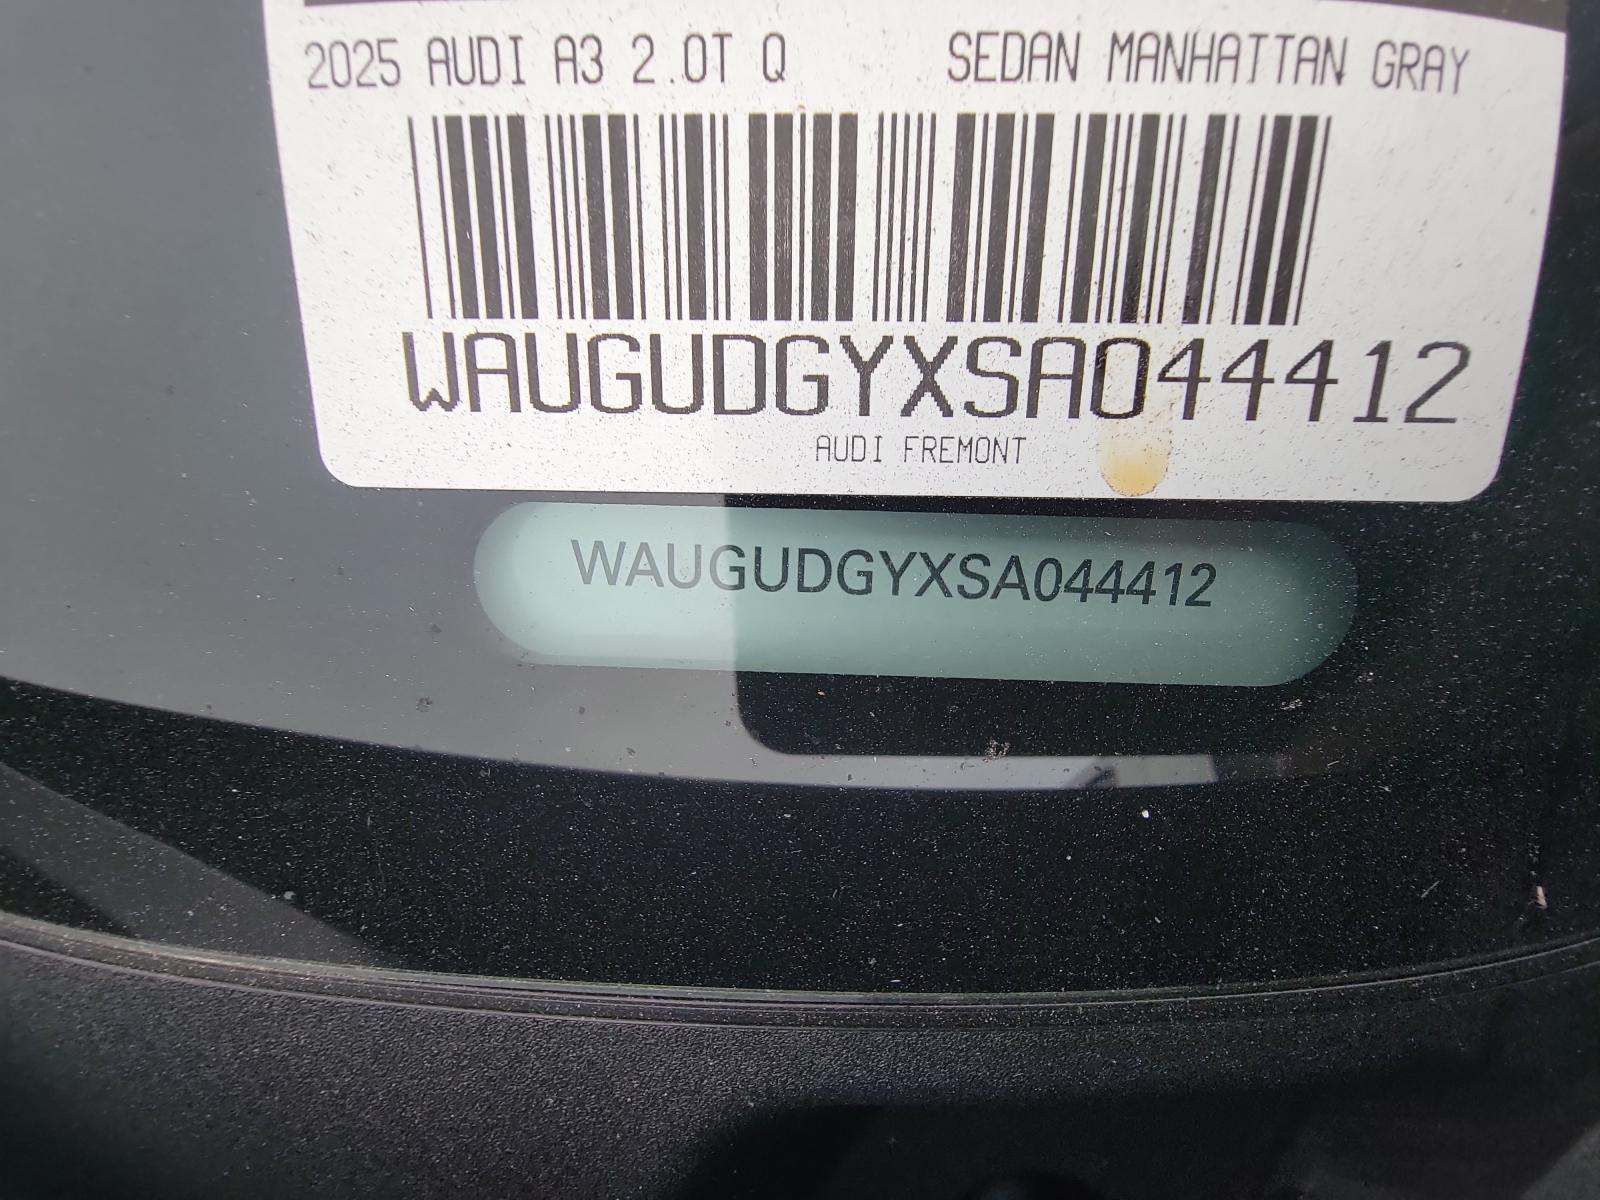 2025 AUDI A3 2.0T Q SEDAN MANHATTAN GRAY
WAUGUDGYXSA044412
AUDI FREMONT
WAUGUDGYXSA044412